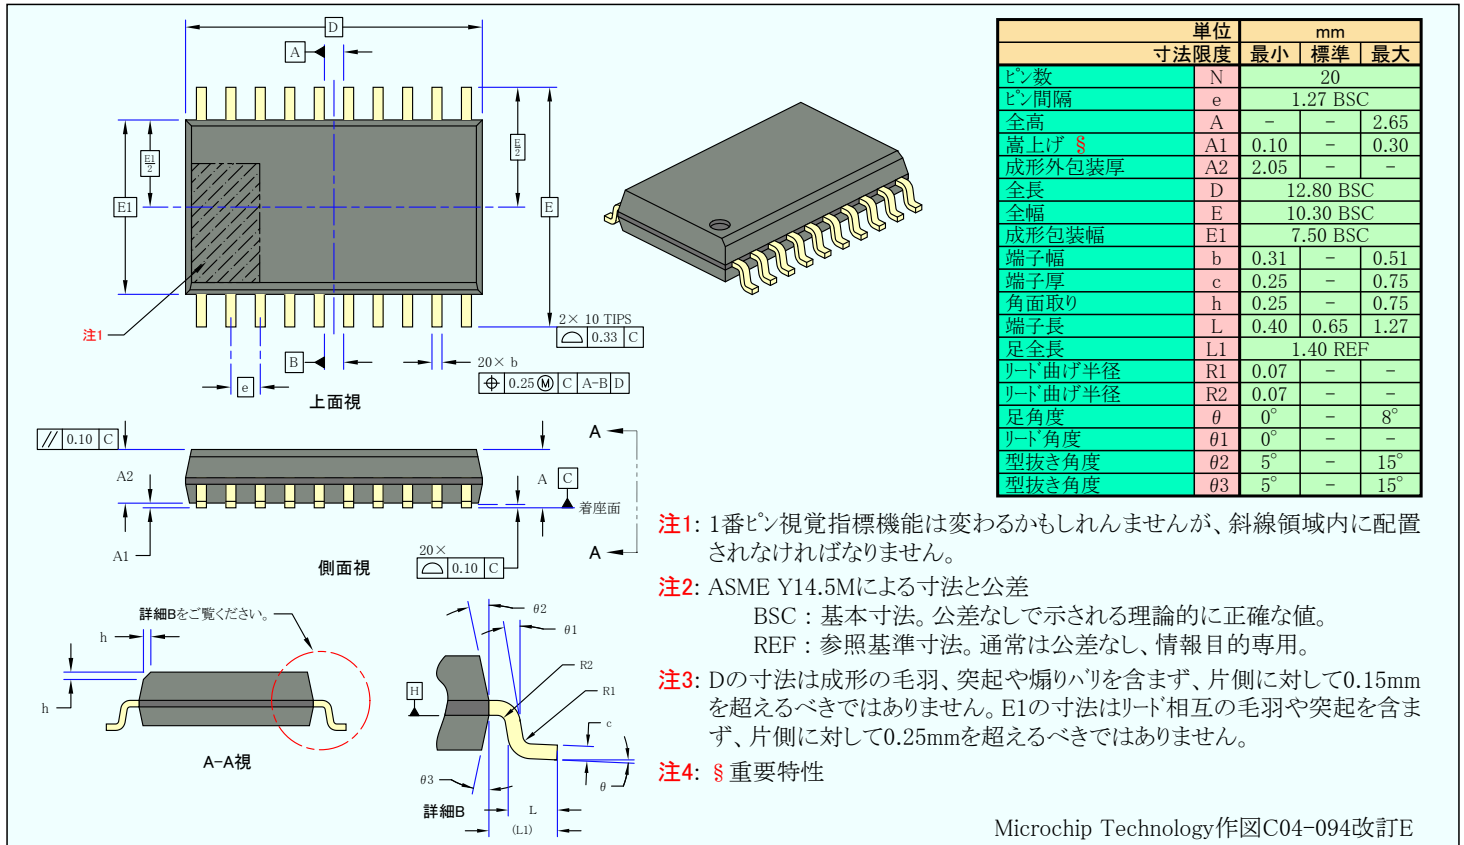 D
A
E1
2
E
2
E1
E
注1
B
e
2× 10 TIPS
0.33 C
20× b
0.25 Ⓜ C A-B D
上面視
// 0.10 C
A2
A1
A
C
着座面
A
A
20×
0.10 C
側面視
詳細Bをご覧ください。
h
h
A-A視
θ2
θ1
R2
R1
H
c
θ3
θ
L
(L1)
詳細B
単位 mm
寸法限度 最小 標準 最大
ピン数 N 20
ピン間隔 e 1.27 BSC
全高 A - - 2.65
嵩上げ § A1 0.10 - 0.30
成形外包装厚 A2 2.05 - -
全長 D 12.80 BSC
全幅 E 10.30 BSC
成形包装幅 E1 7.50 BSC
端子幅 b 0.31 - 0.51
端子厚 c 0.25 - 0.75
角面取り h 0.25 - 0.75
端子長 L 0.40 0.65 1.27
足全長 L1 1.40 REF
リード曲げ半径 R1 0.07 - -
リード曲げ半径 R2 0.07 - -
足角度 θ 0° - 8°
リード角度 θ1 0° - -
型抜き角度 θ2 5° - 15°
型抜き角度 θ3 5° - 15°
注1: 1番ピン視覚指標機能は変わるかもしれんませんが、斜線領域内に配置
されなければなりません。
注2: ASME Y14.5Mによる寸法と公差
BSC : 基本寸法。公差なしで示される理論的に正確な値。
REF : 参照基準寸法。通常は公差なし、情報目的専用。
注3: Dの寸法は成形の毛羽、突起や煽りバリを含まず、片側に対して0.15mm
を超えるべきではありません。E1の寸法はリード相互の毛羽や突起を含ま
ず、片側に対して0.25mmを超えるべきではありません。
注4: §重要特性
Microchip Technology作図C04-094改訂E